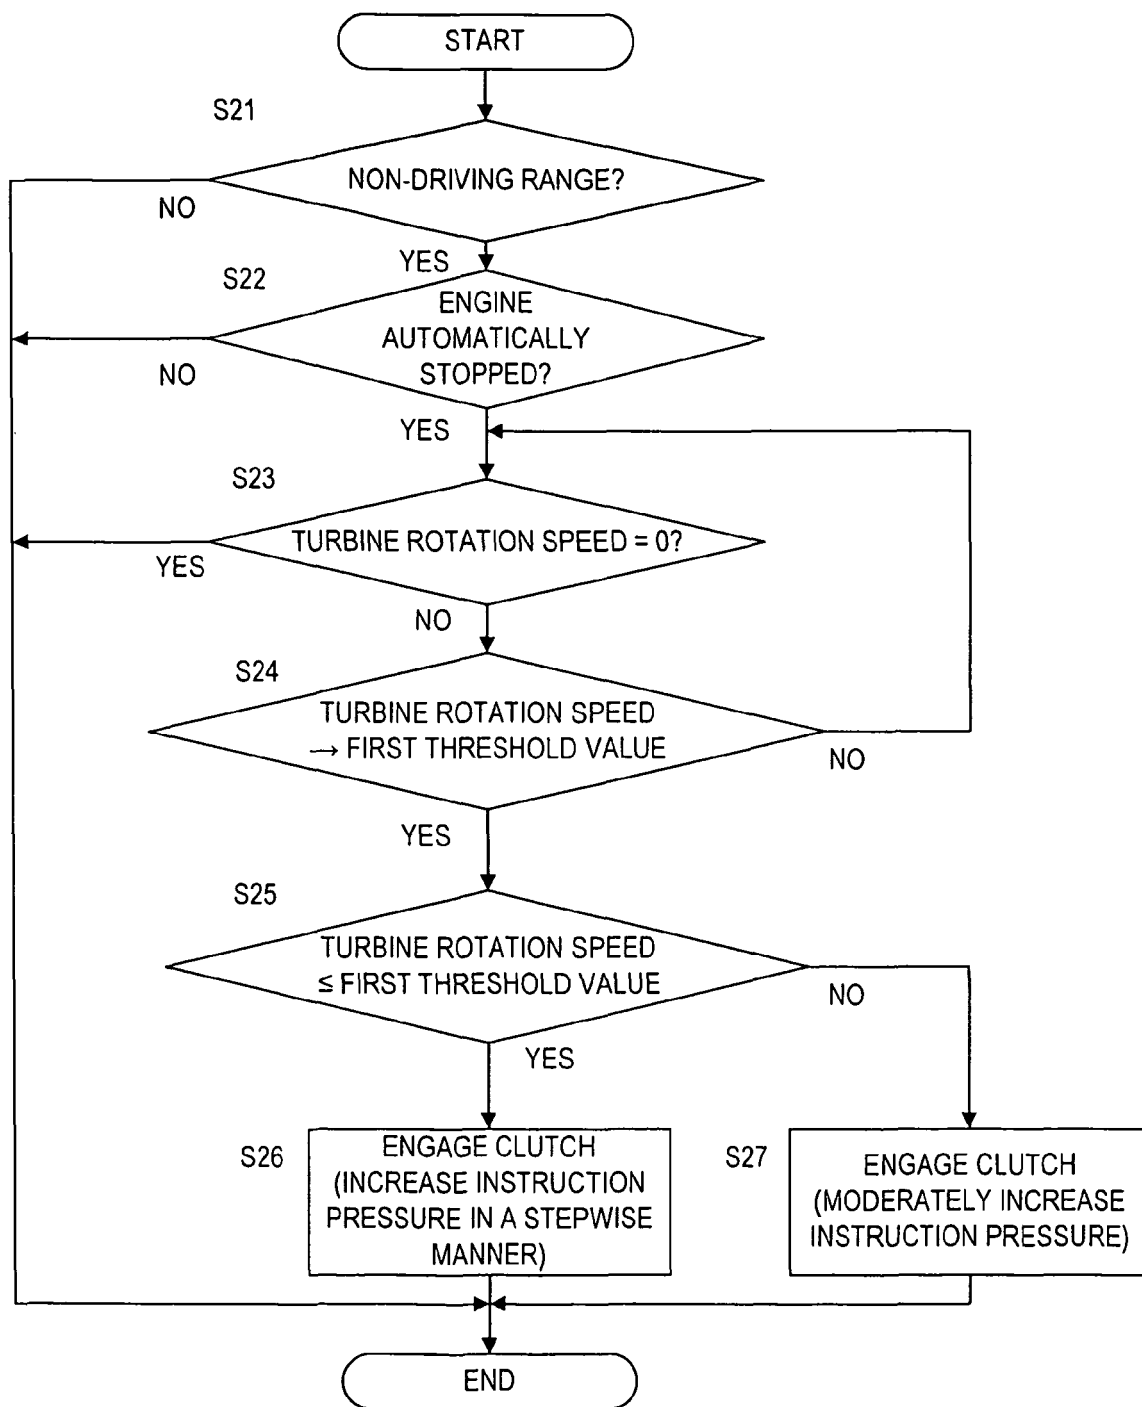 START
S21
NON-DRIVING RANGE?
NO
YES
S22
ENGINE
AUTOMATICALLY
STOPPED?
NO
YES
S23
TURBINE ROTATION SPEED = 0?
YES
NO
S24
TURBINE ROTATION SPEED
→ FIRST THRESHOLD VALUE
NO
YES
S25
TURBINE ROTATION SPEED
≤ FIRST THRESHOLD VALUE
NO
YES
S26
ENGAGE CLUTCH
(INCREASE INSTRUCTION
PRESSURE IN A STEPWISE
MANNER)
S27
ENGAGE CLUTCH
(MODERATELY INCREASE
INSTRUCTION PRESSURE)
END